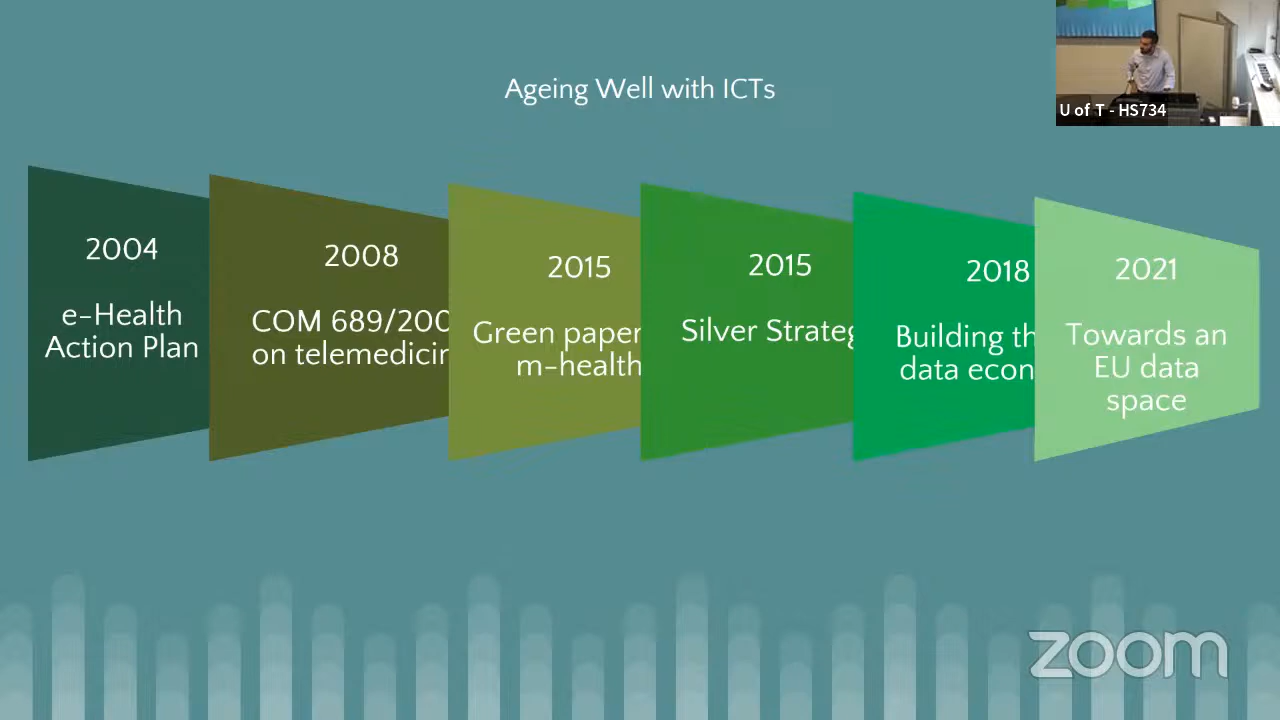 Ageing Well with ICTs
U of T - HS734
2004
e-Health
Action Plan
2008
COM 689/200
on telemedicin
2015
Green paper
m-health
2015
Silver Strateg
2018
Building th
data econ
2021
Towards an
EU data
space
zoom